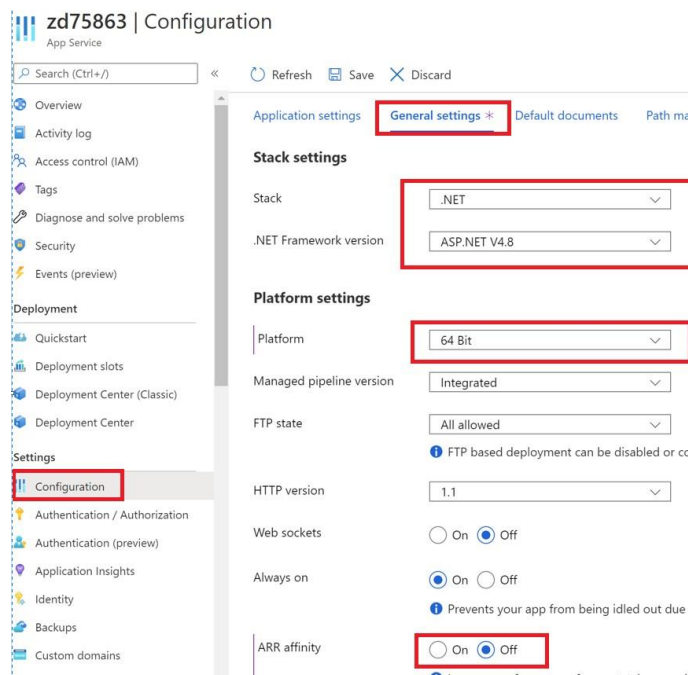 zd75863 | Configuration
App Service
Search (Ctrl+/)
«
Refresh Save Discard
Overview
Activity log
Access control (IAM)
Tags
Diagnose and solve problems
Security
Events (preview)
Deployment
Quickstart
Deployment slots
Deployment Center (Classic)
Deployment Center
Settings
Configuration
Authentication / Authorization
Authentication (preview)
Application Insights
Identity
Backups
Custom domains
Application settings General settings * Default documents Path ma
Stack settings
Stack .NET
.NET Framework version ASP.NET V4.8
Platform settings
Platform 64 Bit
Managed pipeline version Integrated
FTP state All allowed
FTP based deployment can be disabled or co
HTTP version 1.1
Web sockets On Off
Always on On Off
Prevents your app from being idled out due
ARR affinity On Off